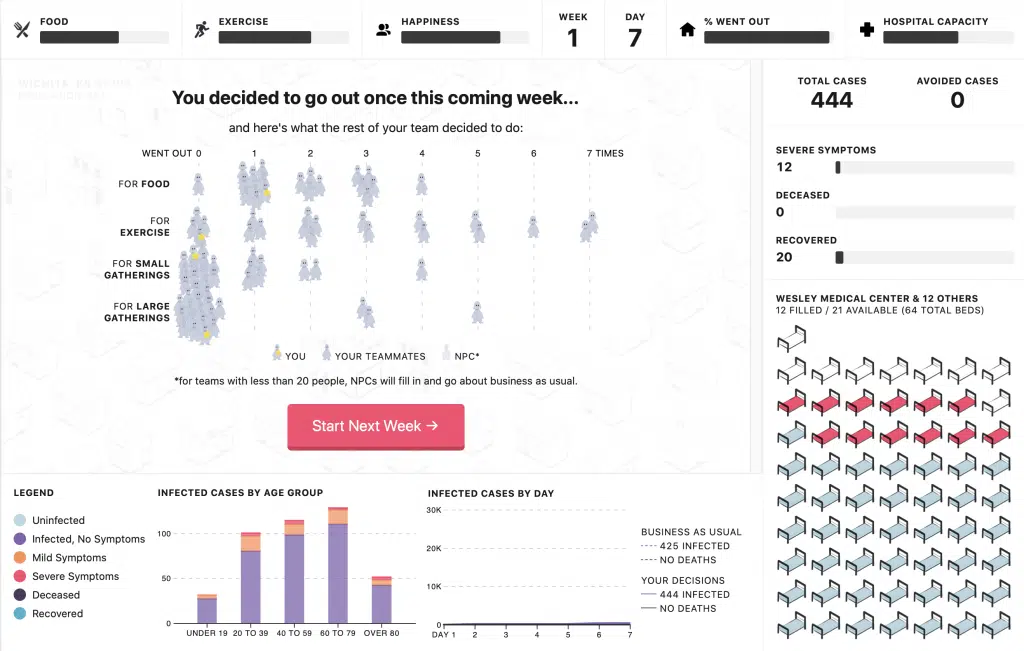 FOOD
EXERCISE
HAPPINESS
WEEK
1
DAY
7
% WENT OUT
HOSPITAL CAPACITY
You decided to go out once this coming week...
and here's what the rest of your team decided to do:
WENT OUT 0 1 2 3 4 5 6 7 TIMES
FOR FOOD
FOR
EXERCISE
FOR SMALL
GATHERINGS
FOR LARGE
GATHERINGS
YOU YOUR TEAMMATES NPC*
*for teams with less than 20 people, NPCs will fill in and go about business as usual.
Start Next Week →
TOTAL CASES
444
AVOIDED CASES
0
SEVERE SYMPTOMS
12
DECEASED
0
RECOVERED
20
WESLEY MEDICAL CENTER & 12 OTHERS
12 FILLED / 21 AVAILABLE (64 TOTAL BEDS)
LEGEND
Uninfected
Infected, No Symptoms
Mild Symptoms
Severe Symptoms
Deceased
Recovered
INFECTED CASES BY AGE GROUP
100
50
0
UNDER 19 20 TO 39 40 TO 59 60 TO 79 OVER 80
INFECTED CASES BY DAY
30K
20K
10K
0
DAY 1 2 3 4 5 6 7
BUSINESS AS USUAL
425 INFECTED
NO DEATHS
YOUR DECISIONS
444 INFECTED
NO DEATHS